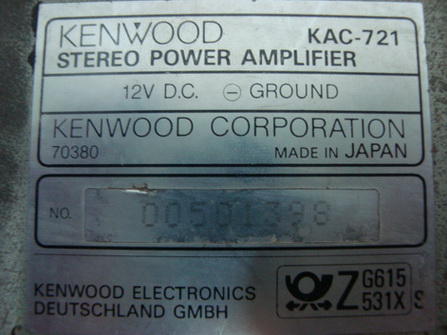 KENWOOD KAC-721
STEREO POWER AMPLIFIER
12V D.C. ⊖ GROUND
KENWOOD CORPORATION
70380 MADE IN JAPAN
NO. 00501398
KENWOOD ELECTRONICS
DEUTSCHLAND GMBH
Z G615
531X S